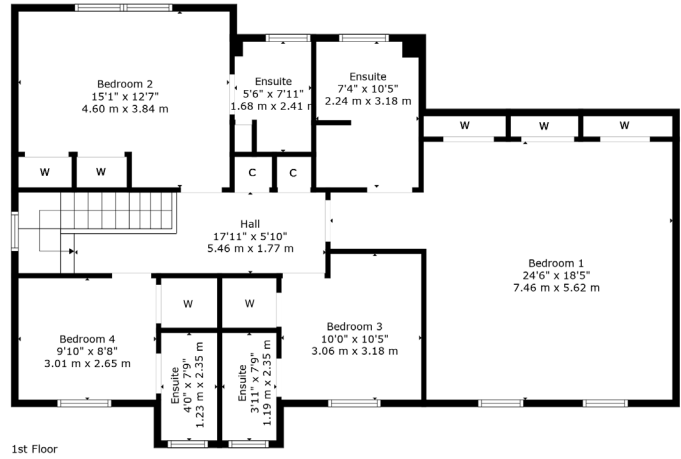 Bedroom 2
15'1" x 12'7"
4.60 m x 3.84 m
Ensuite
5'6" x 7'11"
1.68 m x 2.41 m
Ensuite
7'4" x 10'5"
2.24 m x 3.18 m
W
W
W
W
W
C
C
Hall
17'11" x 5'10"
5.46 m x 1.77 m
Bedroom 1
24'6" x 18'5"
7.46 m x 5.62 m
W
W
Bedroom 4
9'10" x 8'8"
3.01 m x 2.65 m
Bedroom 3
10'0" x 10'5"
3.06 m x 3.18 m
Ensuite
4'0" x 7'9"
1.23 m x 2.35 m
Ensuite
3'11" x 7'9"
1.19 m x 2.35 m
1st Floor